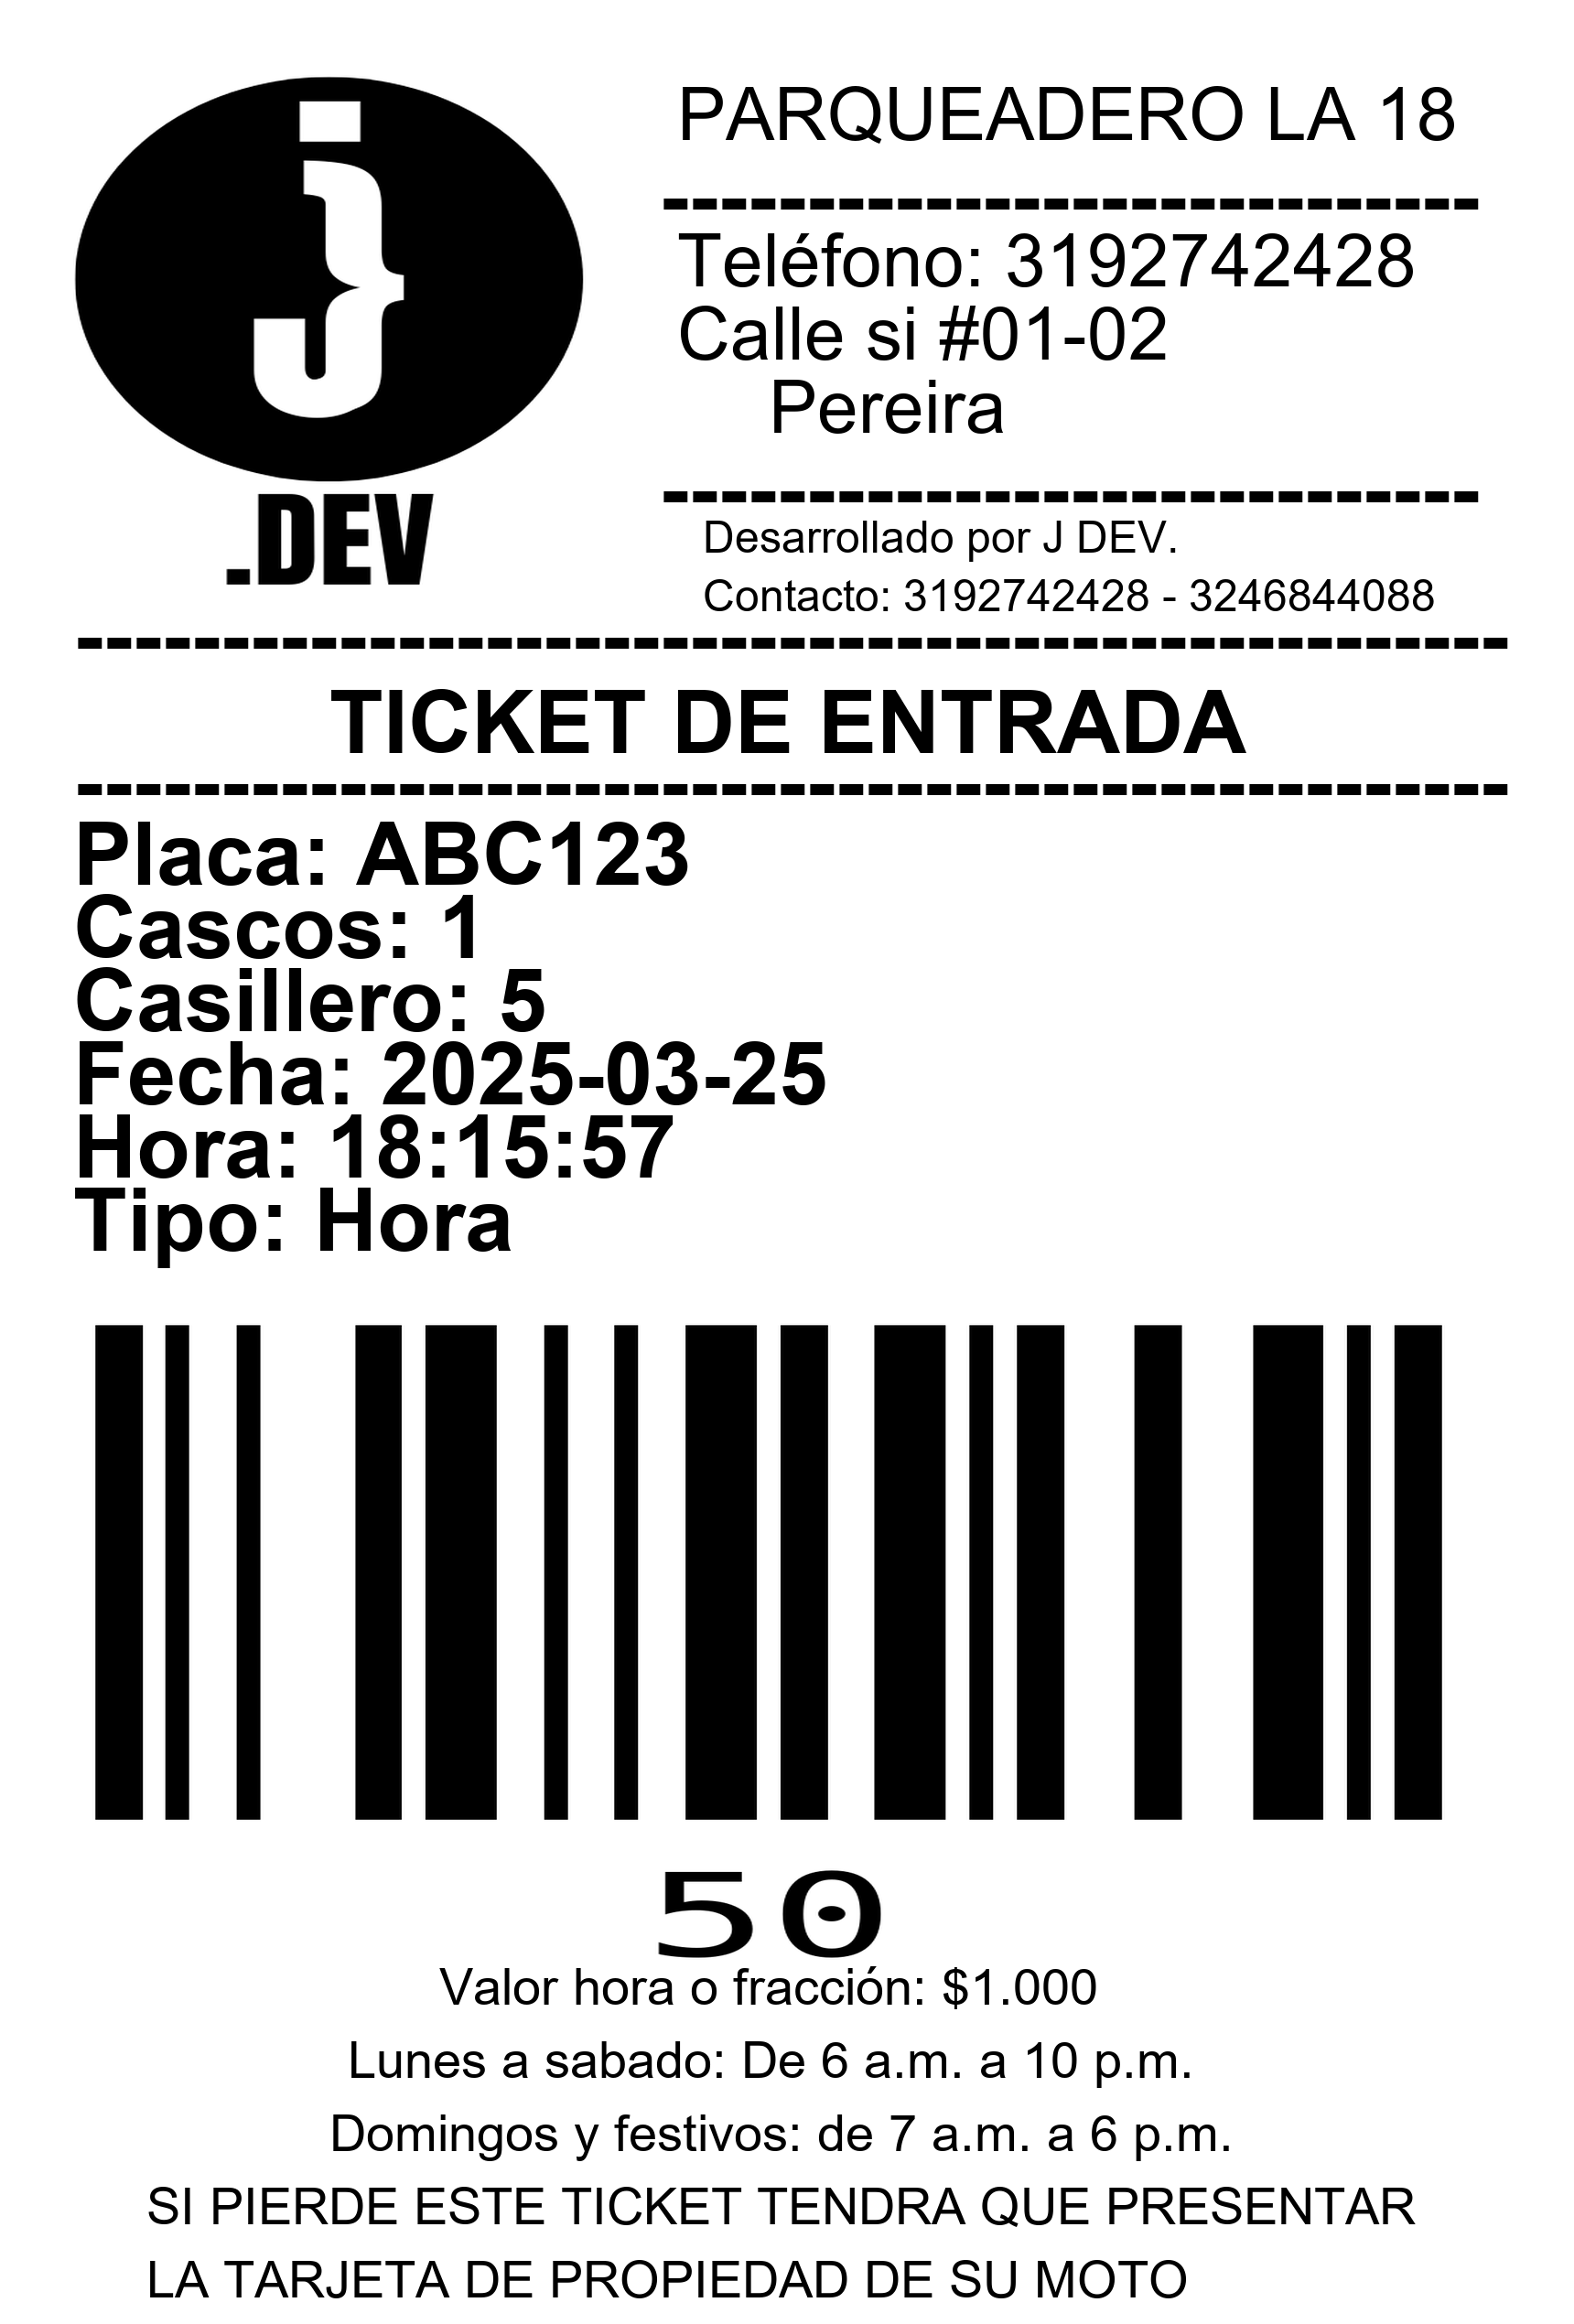 j
.DEV
PARQUEADERO LA 18
----------------------------
Teléfono: 3192742428
Calle si #01-02
Pereira
----------------------------
Desarrollado por J DEV.
Contacto: 3192742428 - 3246844088
-------------------------------------------------
TICKET DE ENTRADA
-------------------------------------------------
Placa: ABC123
Cascos: 1
Casillero: 5
Fecha: 2025-03-25
Hora: 18:15:57
Tipo: Hora
50
Valor hora o fracción: $1.000
Lunes a sabado: De 6 a.m. a 10 p.m.
Domingos y festivos: de 7 a.m. a 6 p.m.
SI PIERDE ESTE TICKET TENDRA QUE PRESENTAR
LA TARJETA DE PROPIEDAD DE SU MOTO